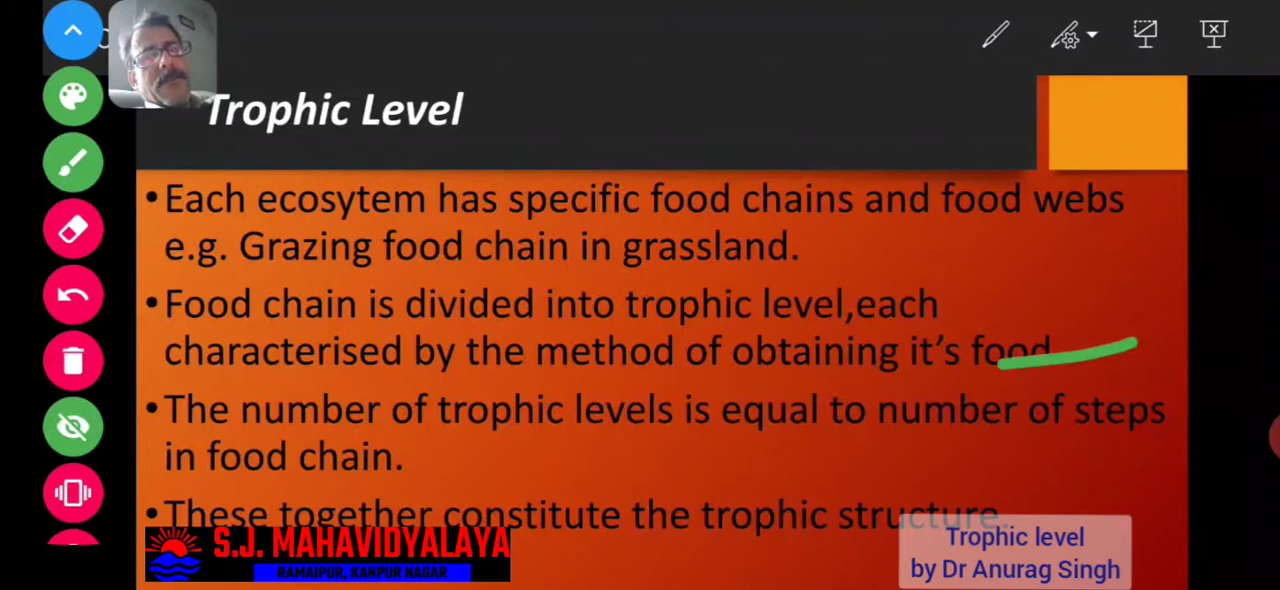 Trophic Level
•Each ecosytem has specific food chains and food webs
e.g. Grazing food chain in grassland.
•Food chain is divided into trophic level,each
characterised by the method of obtaining it’s food
•The number of trophic levels is equal to number of steps
in food chain.
•These together constitute the trophic structure.
S.J. MAHAVIDYALAYA
RAMAIPUR, KANPUR NAGAR
Trophic level
by Dr Anurag Singh